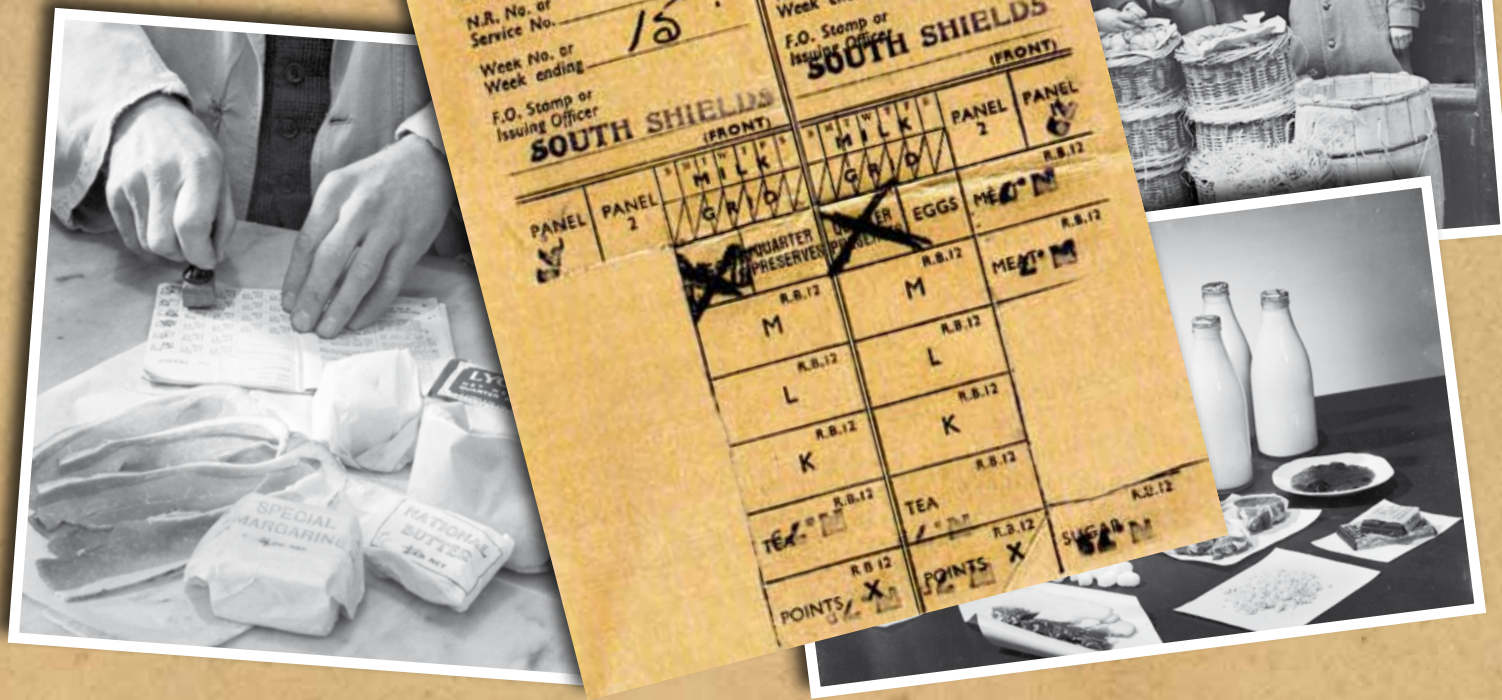 N.R. No. or
Service No.
Week No. or
Week ending
15
F.O. Stamp or
Issuing Officer
SOUTH SHIELDS
(FRONT)
PANEL
PANEL
2
S M T W T F S
MILK
GRID
QUARTER
PRESERVES
R.B.12
M
R.B.12
L
R.B.12
K
R.B.12
TEA
R.B 12
POINTS
X
Week
F.O. Stamp or
Issuing Officer
SOUTH SHIELDS
(FRONT)
MILK
GRID
PANEL
2
PANEL
EGGS
R.B.12
MEAT
R.B.12
M
MEAT
R.B.12
L
R.B.12
K
R.B.12
TEA
R.B.12
POINTS
X
R.B.12
SUGAR
SPECIAL
MARGARINE
NATIONAL
BUTTER